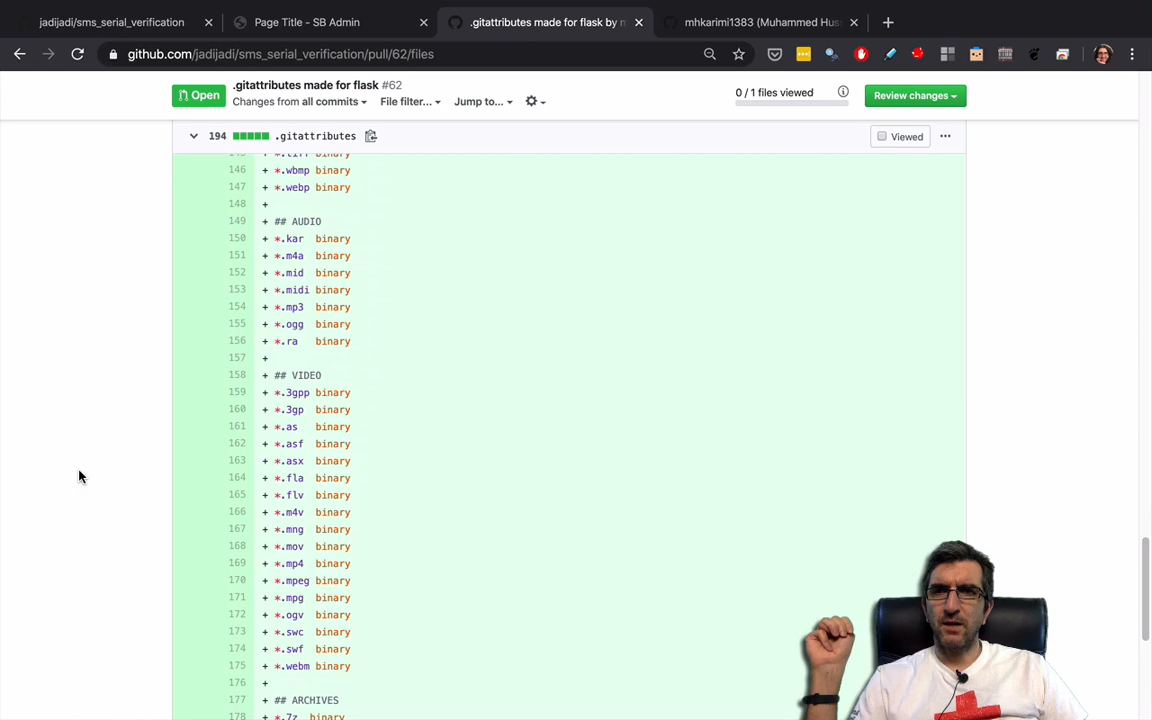 jadijadi/sms_serial_verification
Page Title - SB Admin
.gitattributes made for flask by m
mhkarimi1383 (Muhammed Hus
github.com/jadijadi/sms_serial_verification/pull/62/files
Open
.gitattributes made for flask #62
Changes from all commits
File filter...
Jump to...
0 / 1 files viewed
Review changes
194 .gitattributes
Viewed
146 + *.wbmp binary
147 + *.webp binary
148 +
149 + ## AUDIO
150 + *.kar binary
151 + *.m4a binary
152 + *.mid binary
153 + *.midi binary
154 + *.mp3 binary
155 + *.ogg binary
156 + *.ra binary
157 +
158 + ## VIDEO
159 + *.3gpp binary
160 + *.3gp binary
161 + *.as binary
162 + *.asf binary
163 + *.asx binary
164 + *.fla binary
165 + *.flv binary
166 + *.m4v binary
167 + *.mng binary
168 + *.mov binary
169 + *.mp4 binary
170 + *.mpeg binary
171 + *.mpg binary
172 + *.ogv binary
173 + *.swc binary
174 + *.swf binary
175 + *.webm binary
176 +
177 + ## ARCHIVES
178 + *.7z binary